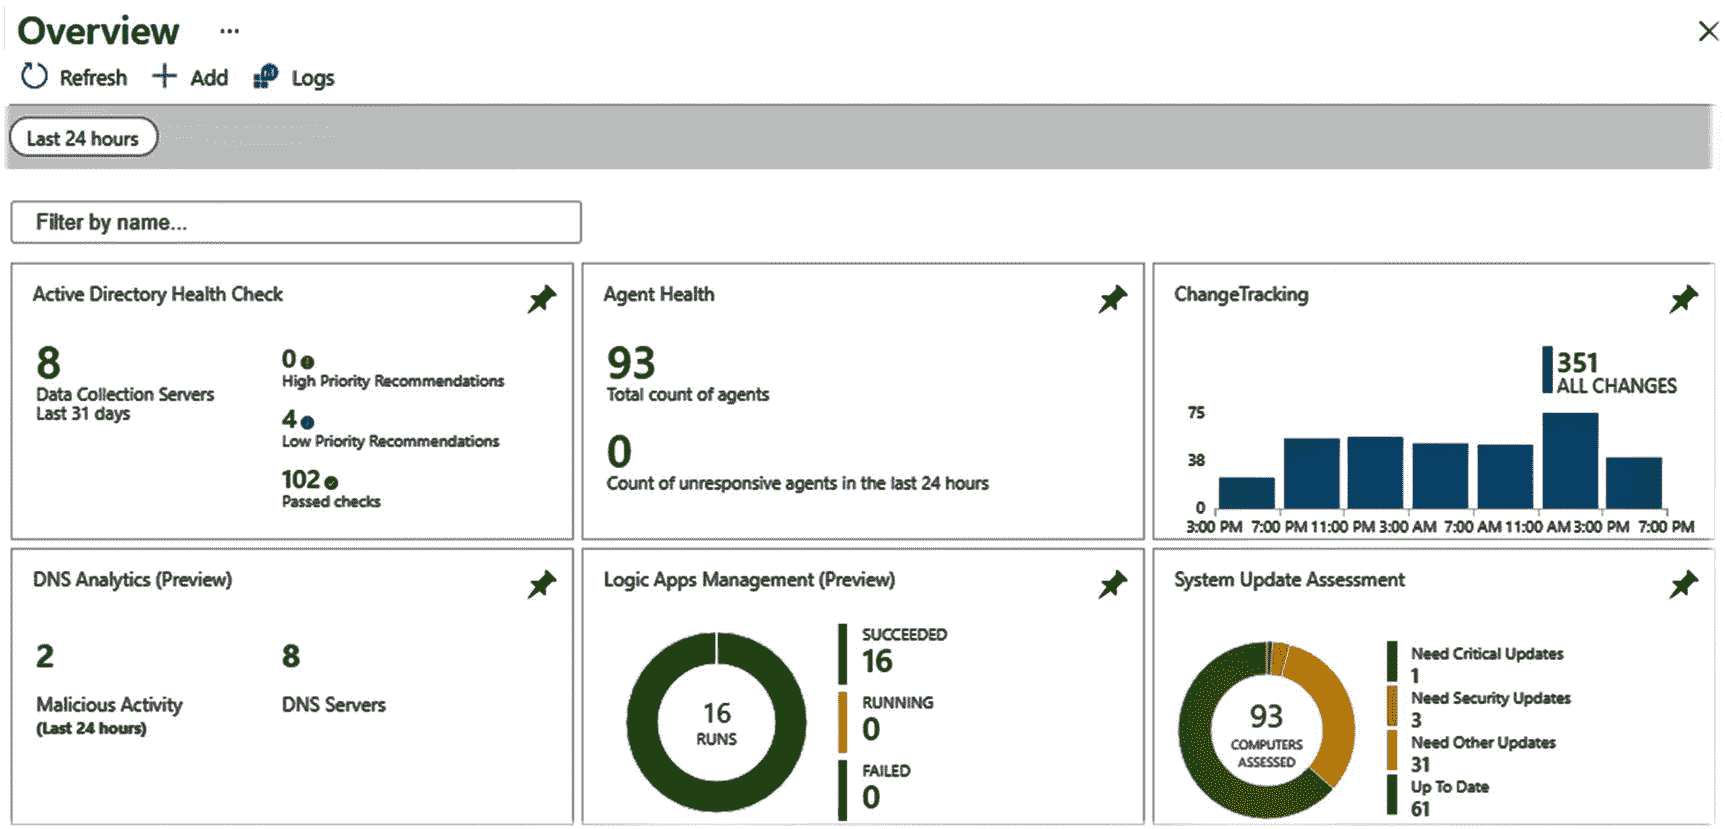 Overview ...
Refresh Add Logs
Last 24 hours
Filter by name...
Active Directory Health Check
8
Data Collection Servers
Last 31 days
0
High Priority Recommendations
4
Low Priority Recommendations
102
Passed checks
Agent Health
93
Total count of agents
0
Count of unresponsive agents in the last 24 hours
ChangeTracking
351
ALL CHANGES
75
38
0
3:00 PM 7:00 PM 11:00 PM 3:00 AM 7:00 AM 11:00 AM 3:00 PM 7:00 PM
DNS Analytics (Preview)
2
Malicious Activity
(Last 24 hours)
8
DNS Servers
Logic Apps Management (Preview)
16
RUNS
SUCCEEDED
16
RUNNING
0
FAILED
0
System Update Assessment
93
COMPUTERS
ASSESSED
Need Critical Updates
1
Need Security Updates
3
Need Other Updates
31
Up To Date
61